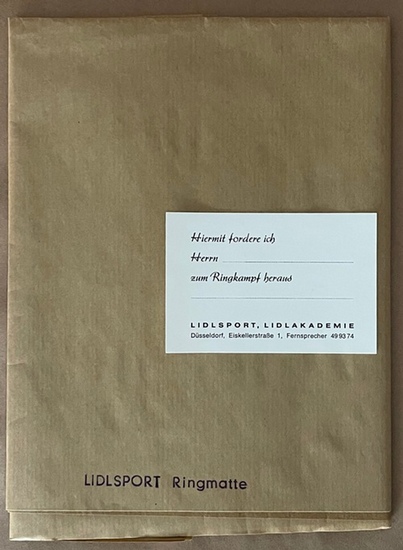 Hiermit fordere ich
Herrn
zum Ringkampf heraus
LIDLSPORT, LIDLAKADEMIE
Düsseldorf, Eiskellerstraße 1, Fernsprecher 49 93 74
LIDLSPORT Ringmatte